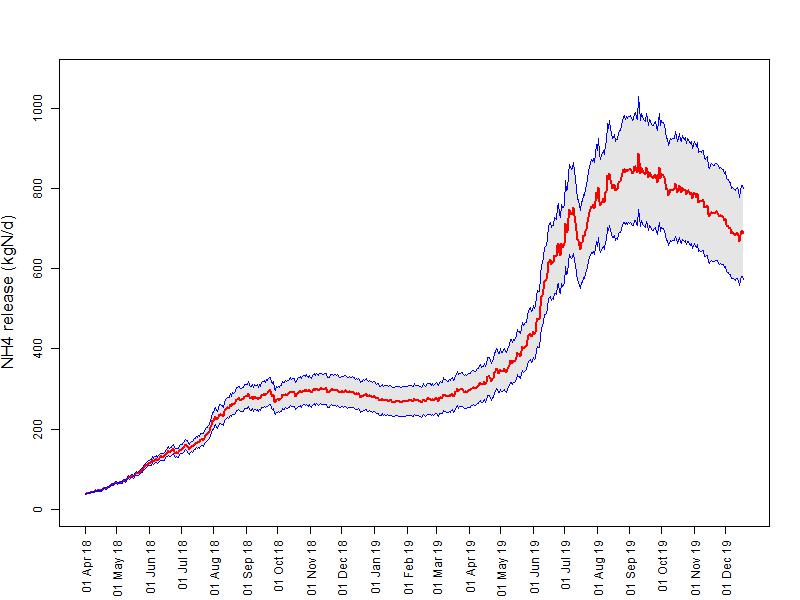 NH4 release (kgN/d)
1000
800
600
400
200
0
01 Apr 18
01 May 18
01 Jun 18
01 Jul 18
01 Aug 18
01 Sep 18
01 Oct 18
01 Nov 18
01 Dec 18
01 Jan 19
01 Feb 19
01 Mar 19
01 Apr 19
01 May 19
01 Jun 19
01 Jul 19
01 Aug 19
01 Sep 19
01 Oct 19
01 Nov 19
01 Dec 19